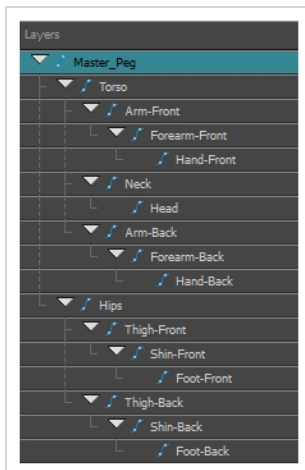 Layers
Master_Peg
Torso
Arm-Front
Forearm-Front
Hand-Front
Neck
Head
Arm-Back
Forearm-Back
Hand-Back
Hips
Thigh-Front
Shin-Front
Foot-Front
Thigh-Back
Shin-Back
Foot-Back